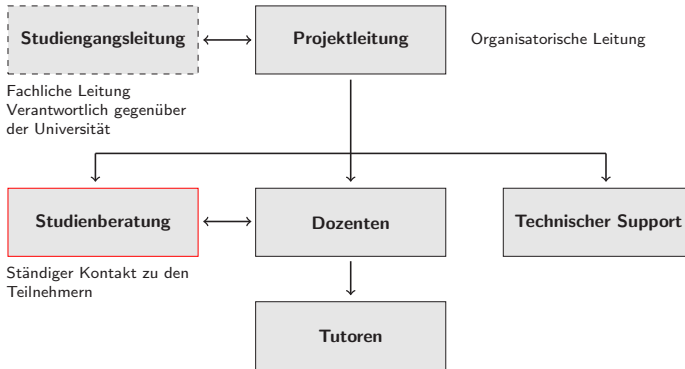 Studiengangsleitung
Projektleitung
Organisatorische Leitung
Fachliche Leitung
Verantwortlich gegenüber
der Universität
Studienberatung
Dozenten
Technischer Support
Ständiger Kontakt zu den
Teilnehmern
Tutoren